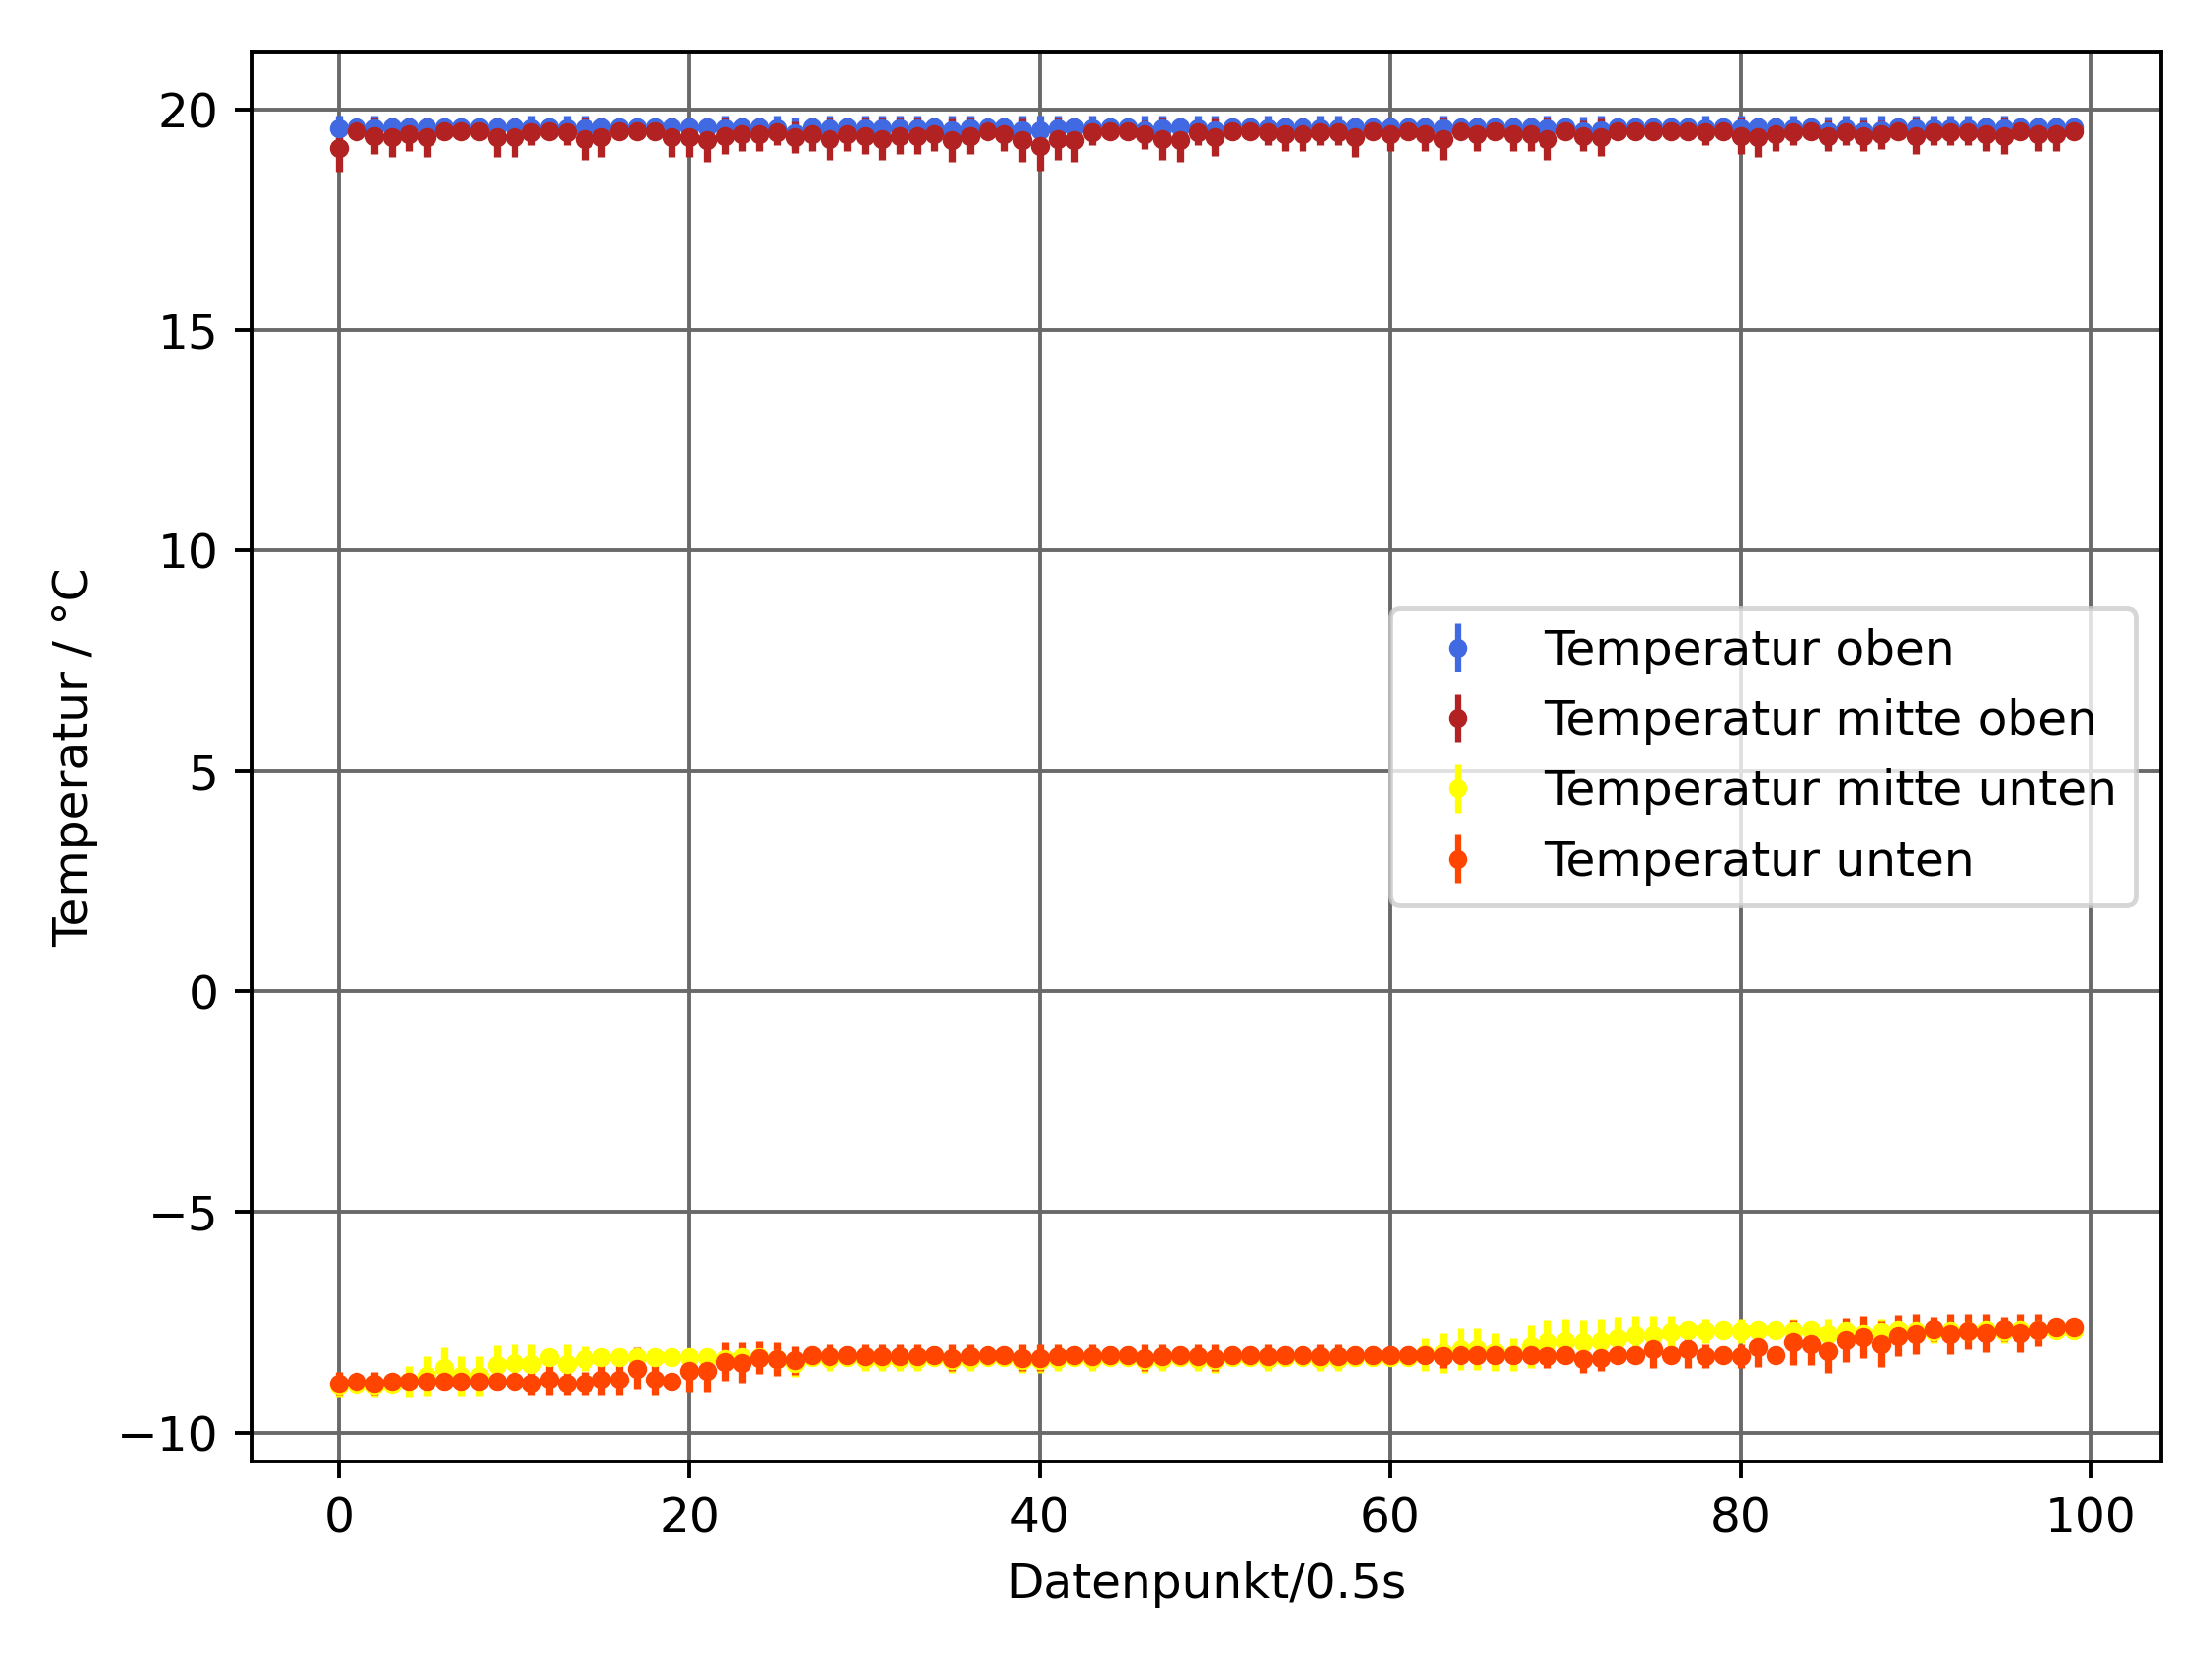 20
15
10
5
0
−5
−10
Temperatur / °C
Temperatur oben
Temperatur mitte oben
Temperatur mitte unten
Temperatur unten
0 20 40 60 80 100
Datenpunkt/0.5s